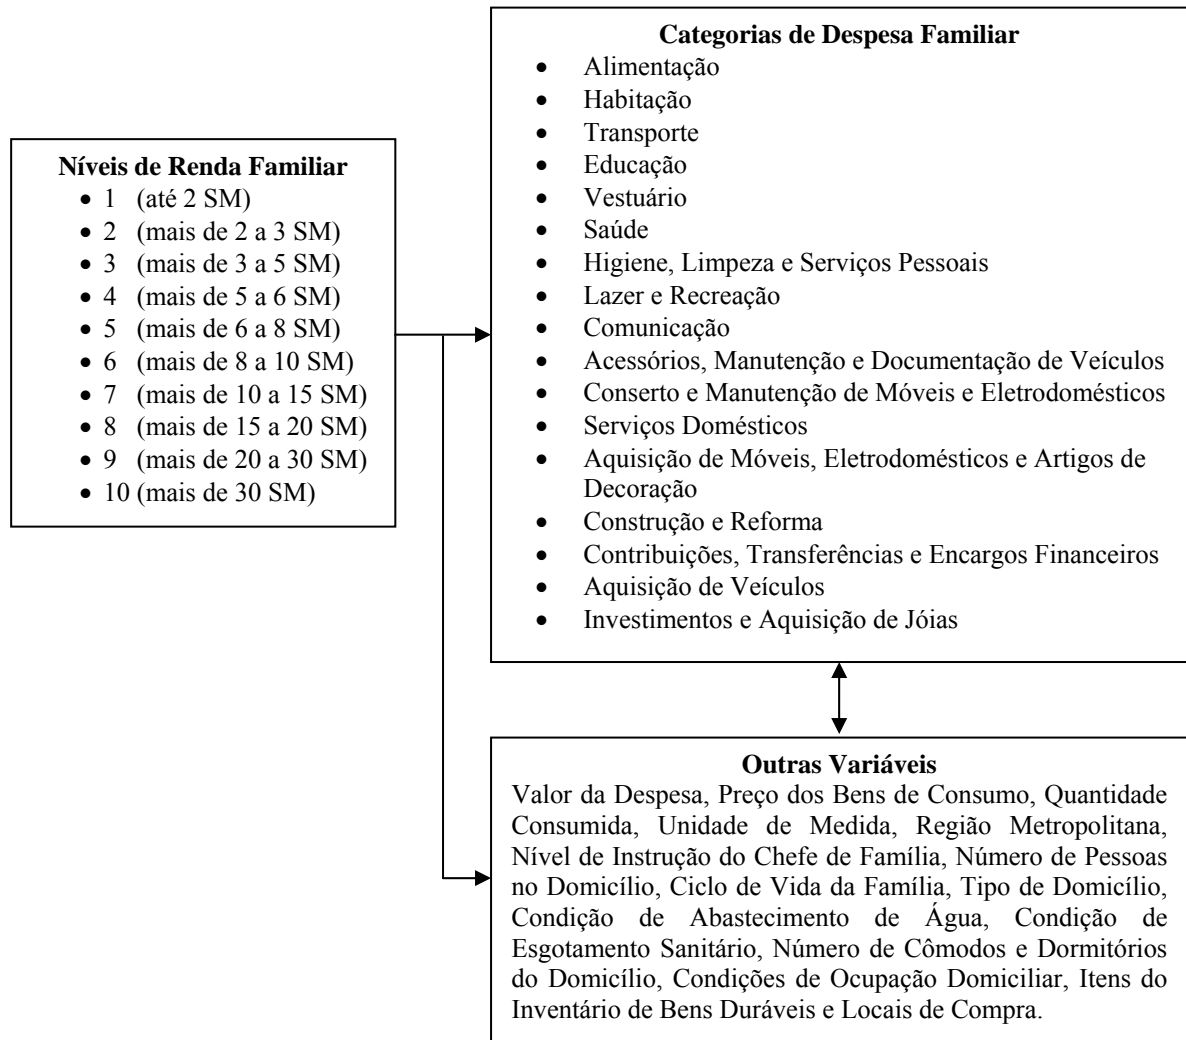 Níveis de Renda Familiar
• 1 (até 2 SM)
• 2 (mais de 2 a 3 SM)
• 3 (mais de 3 a 5 SM)
• 4 (mais de 5 a 6 SM)
• 5 (mais de 6 a 8 SM)
• 6 (mais de 8 a 10 SM)
• 7 (mais de 10 a 15 SM)
• 8 (mais de 15 a 20 SM)
• 9 (mais de 20 a 30 SM)
• 10 (mais de 30 SM)
Categorias de Despesa Familiar
• Alimentação
• Habitação
• Transporte
• Educação
• Vestuário
• Saúde
• Higiene, Limpeza e Serviços Pessoais
• Lazer e Recreação
• Comunicação
• Acessórios, Manutenção e Documentação de Veículos
• Conserto e Manutenção de Móveis e Eletrodomésticos
• Serviços Domésticos
• Aquisição de Móveis, Eletrodomésticos e Artigos de
Decoração
• Construção e Reforma
• Contribuições, Transferências e Encargos Financeiros
• Aquisição de Veículos
• Investimentos e Aquisição de Jóias
Outras Variáveis
Valor da Despesa, Preço dos Bens de Consumo, Quantidade
Consumida, Unidade de Medida, Região Metropolitana,
Nível de Instrução do Chefe de Família, Número de Pessoas
no Domicílio, Ciclo de Vida da Família, Tipo de Domicílio,
Condição de Abastecimento de Água, Condição de
Esgotamento Sanitário, Número de Cômodos e Dormitórios
do Domicílio, Condições de Ocupação Domiciliar, Itens do
Inventário de Bens Duráveis e Locais de Compra.